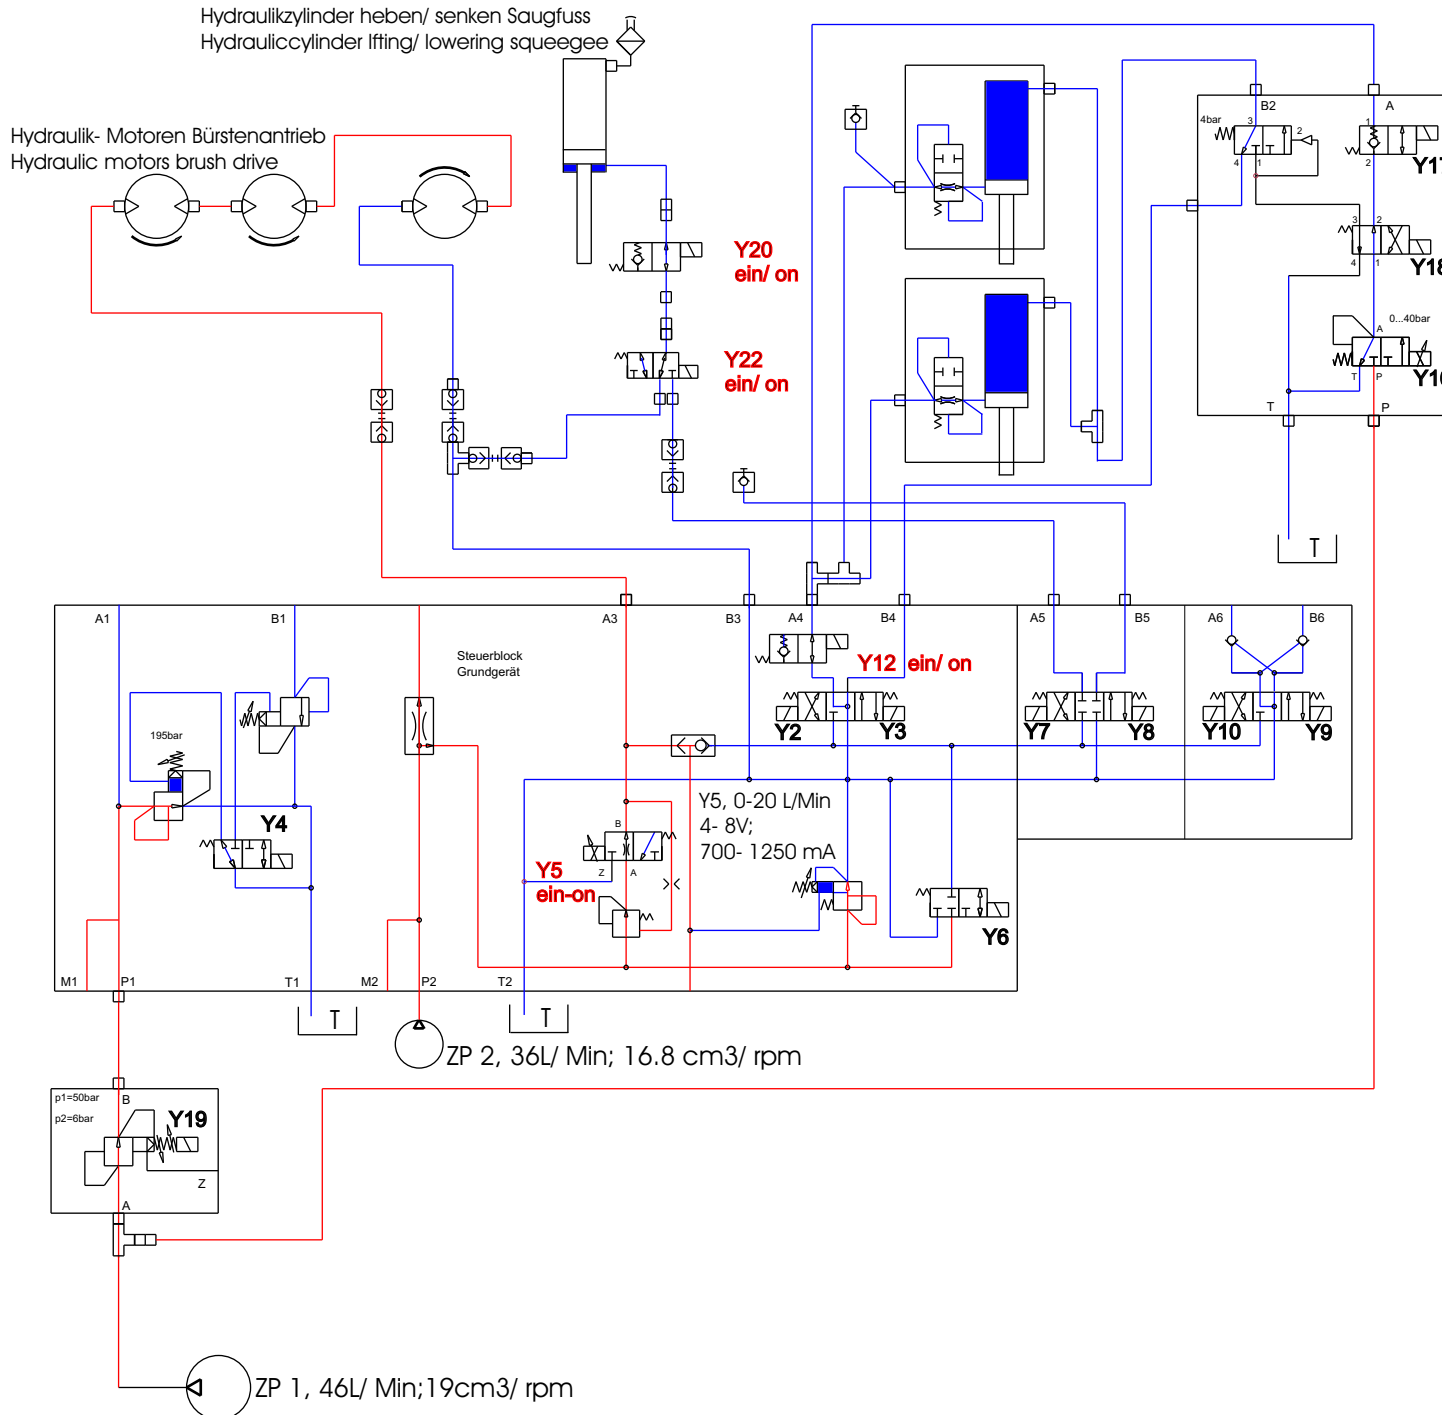 Hydraulikzylinder heben/ senken Saugfuss
Hydrauliccylinder lfting/ lowering squeegee
Hydraulik- Motoren Bürstenantrieb
Hydraulic motors brush drive
B2
A
4bar
3
2
4
1
1
2
Y17
Y20
ein/ on
3
2
4
1
Y18
Y22
ein/ on
0...40bar
A
T
P
Y16
T
P
T
A1
B1
A3
B3
A4
B4
A5
B5
A6
B6
Steuerblock
Grundgerät
Y12 ein/ on
195bar
Y2
Y3
Y7
Y8
Y10
Y9
Y4
Y5, 0-20 L/Min
4- 8V;
700- 1250 mA
B
Z
A
Y5
ein-on
Y6
M1
P1
T1
M2
P2
T2
T
T
ZP 2, 36L/ Min; 16.8 cm3/ rpm
p1=50bar
B
p2=6bar
Y19
Z
A
ZP 1, 46L/ Min;19cm3/ rpm